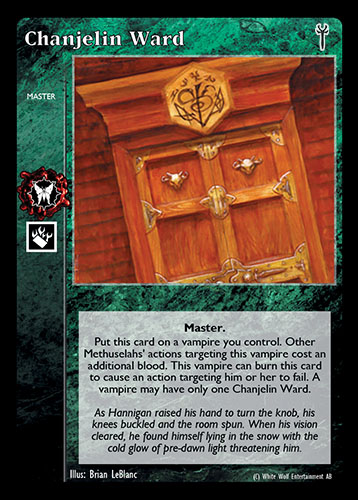 Chanjelin Ward
MASTER
Master.
Put this card on a vampire you control. Other
Methuselahs' actions targeting this vampire cost an
additional blood. This vampire can burn this card
to cause an action targeting him or her to fail. A
vampire may have only one Chanjelin Ward.
As Hannigan raised his hand to turn the knob, his
knees buckled and the room spun. When his vision
cleared, he found himself lying in the snow with the
cold glow of pre-dawn light threatening him.
Illus: Brian LeBlanc
(C) White Wolf Entertainment AB